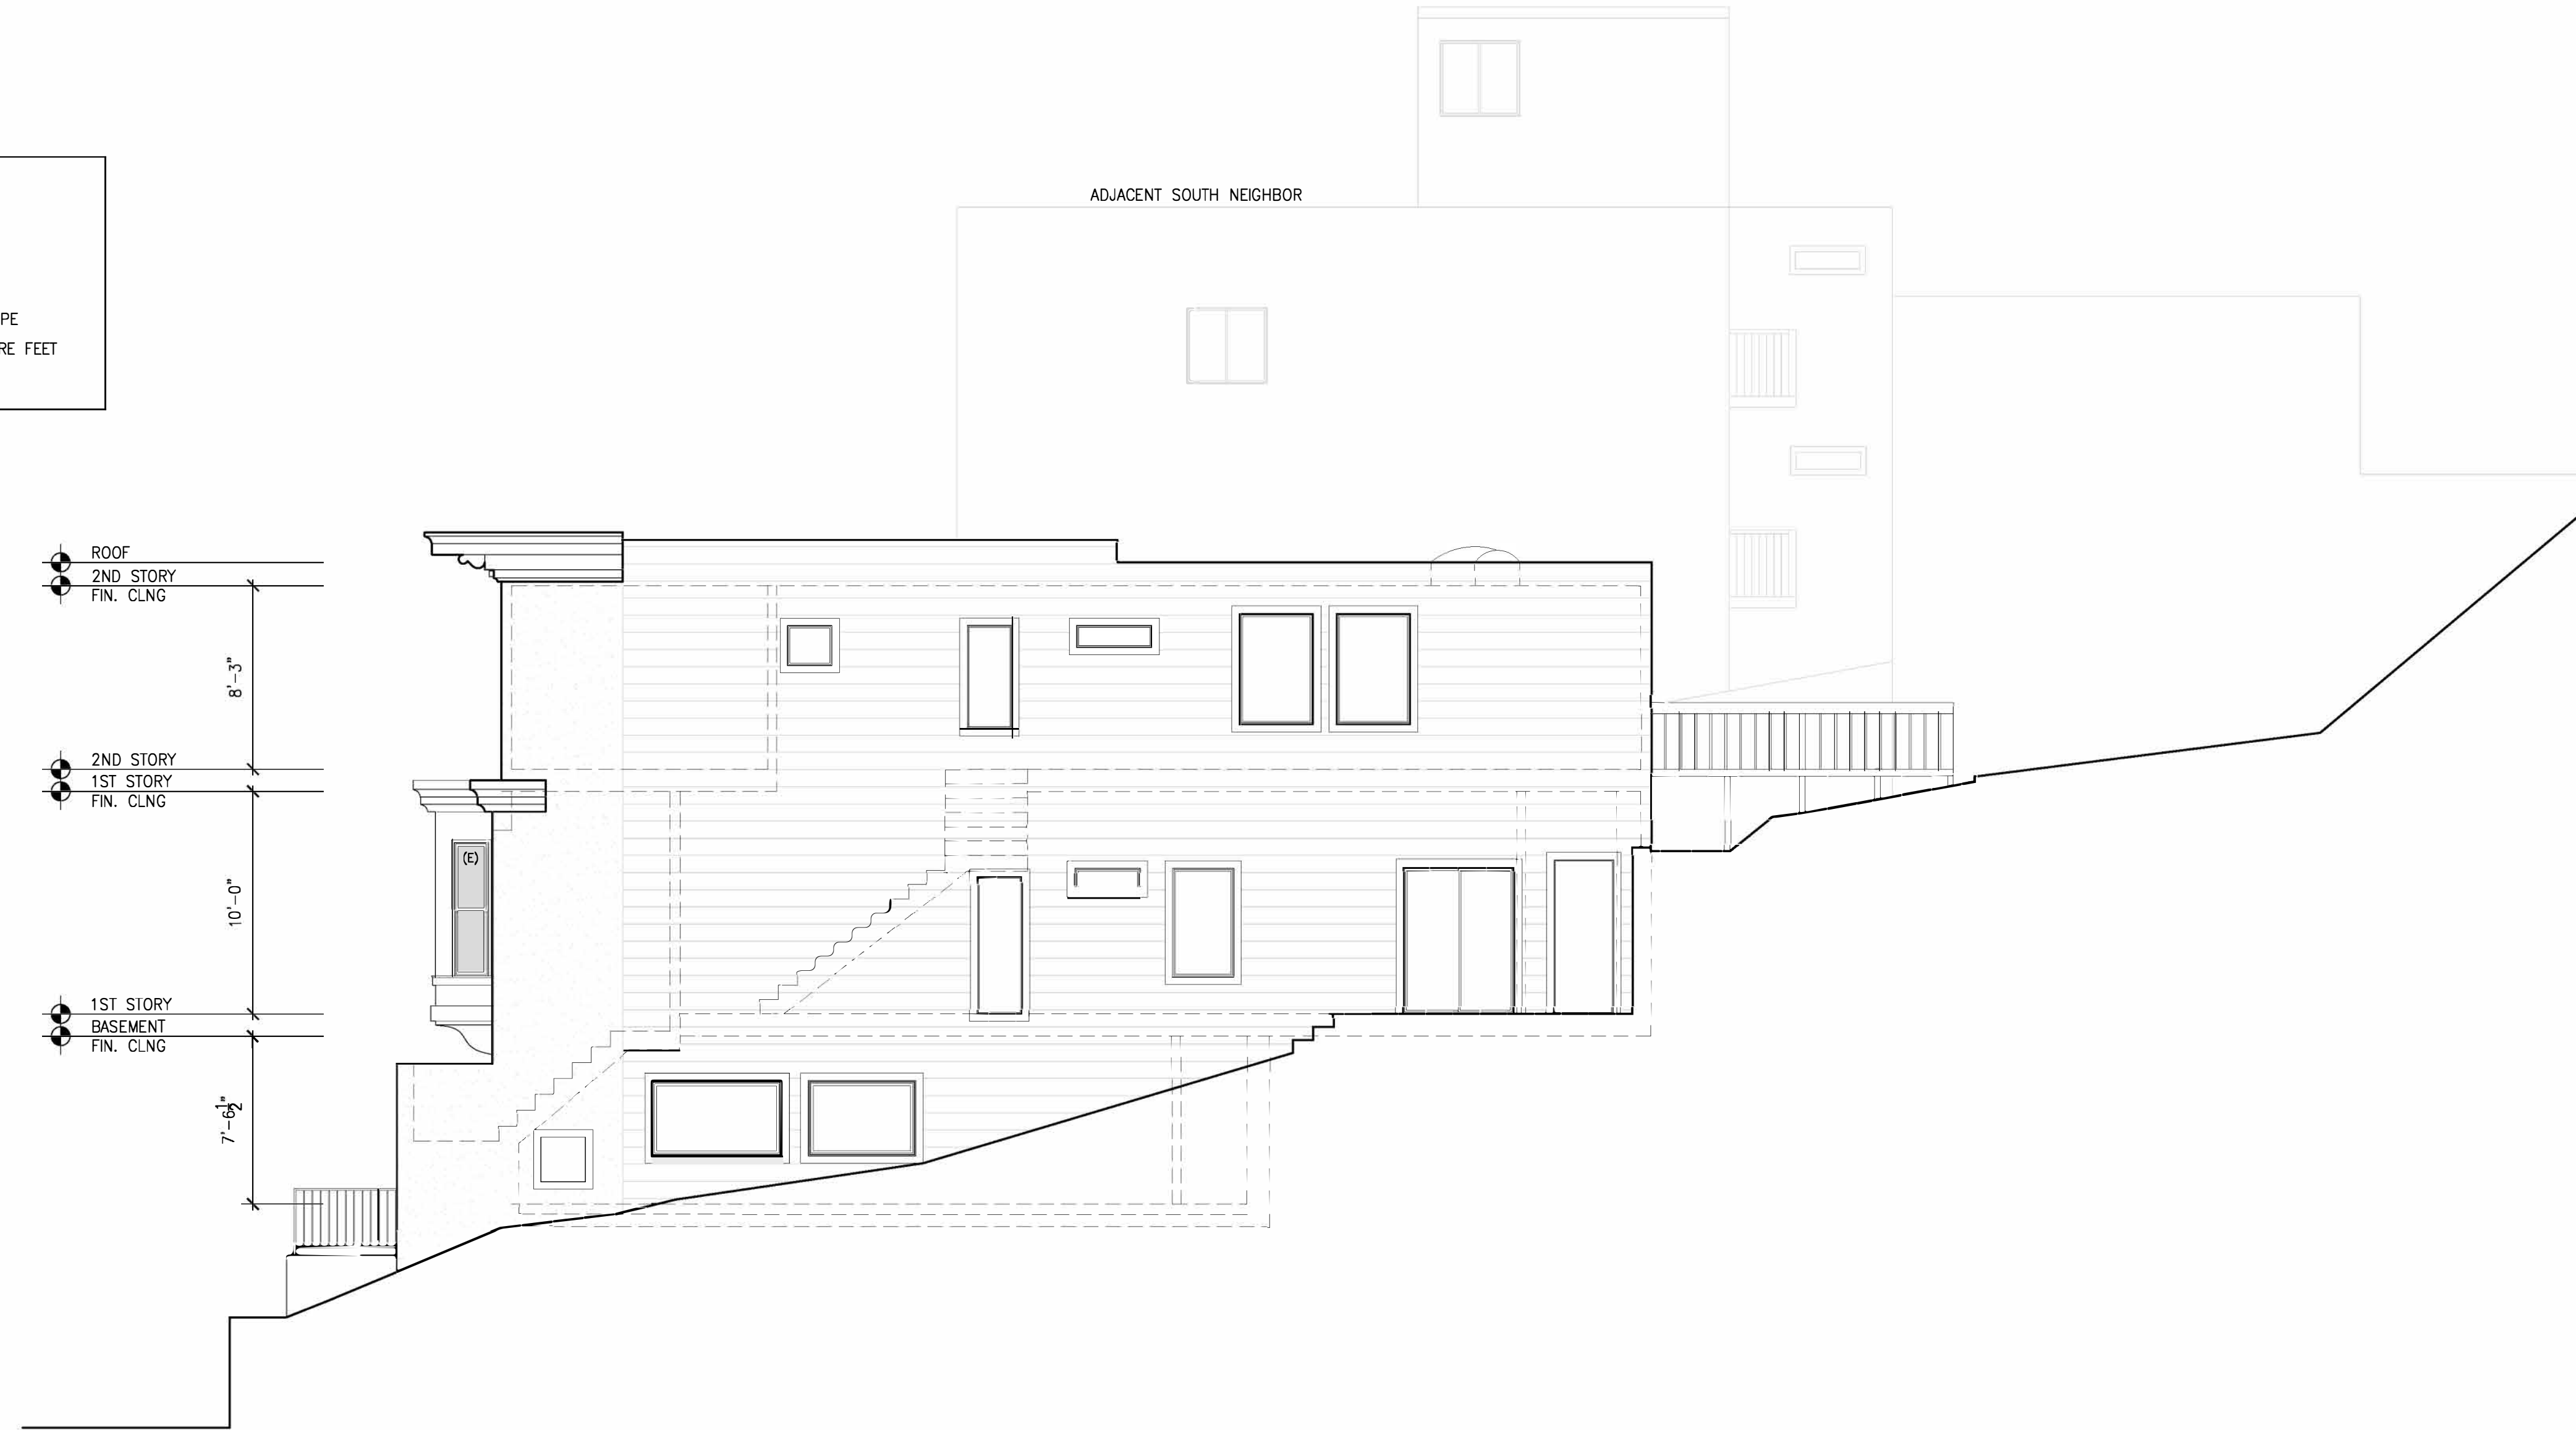 ADJACENT SOUTH NEIGHBOR
PE
RE FEET
ROOF
2ND STORY
FIN. CLNG
8'-3"
2ND STORY
1ST STORY
FIN. CLNG
(E)
10'-0"
1ST STORY
BASEMENT
FIN. CLNG
7'-6½"